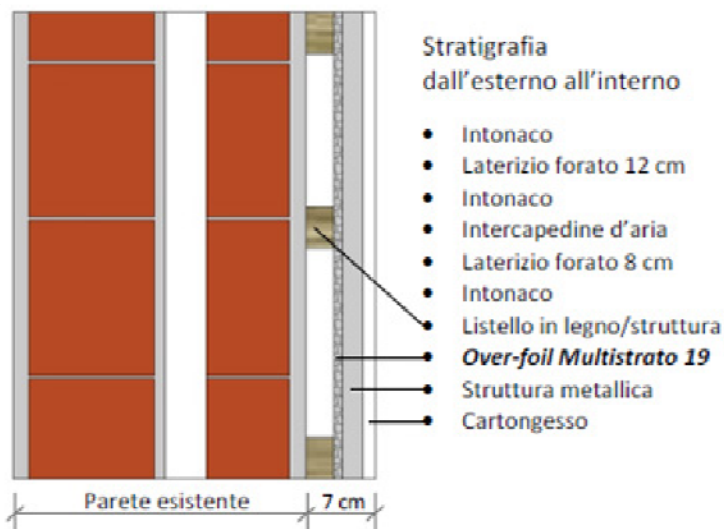 Stratigrafia
dall'esterno all'interno
• Intonaco
• Laterizio forato 12 cm
• Intonaco
• Intercapedine d'aria
• Laterizio forato 8 cm
• Intonaco
• Listello in legno/struttura
• Over-foil Multistrato 19
• Struttura metallica
• Cartongesso
Parete esistente
7 cm